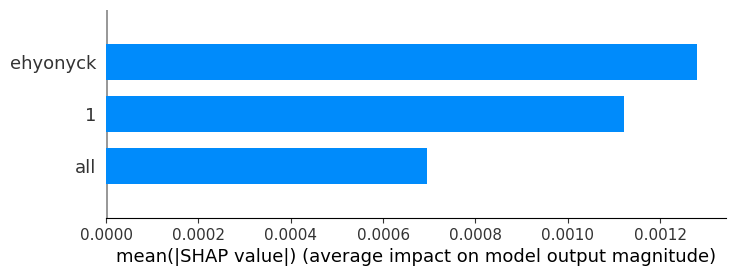 ehyonyck
1
all
0.0000 0.0002 0.0004 0.0006 0.0008 0.0010 0.0012
mean(|SHAP value|) (average impact on model output magnitude)